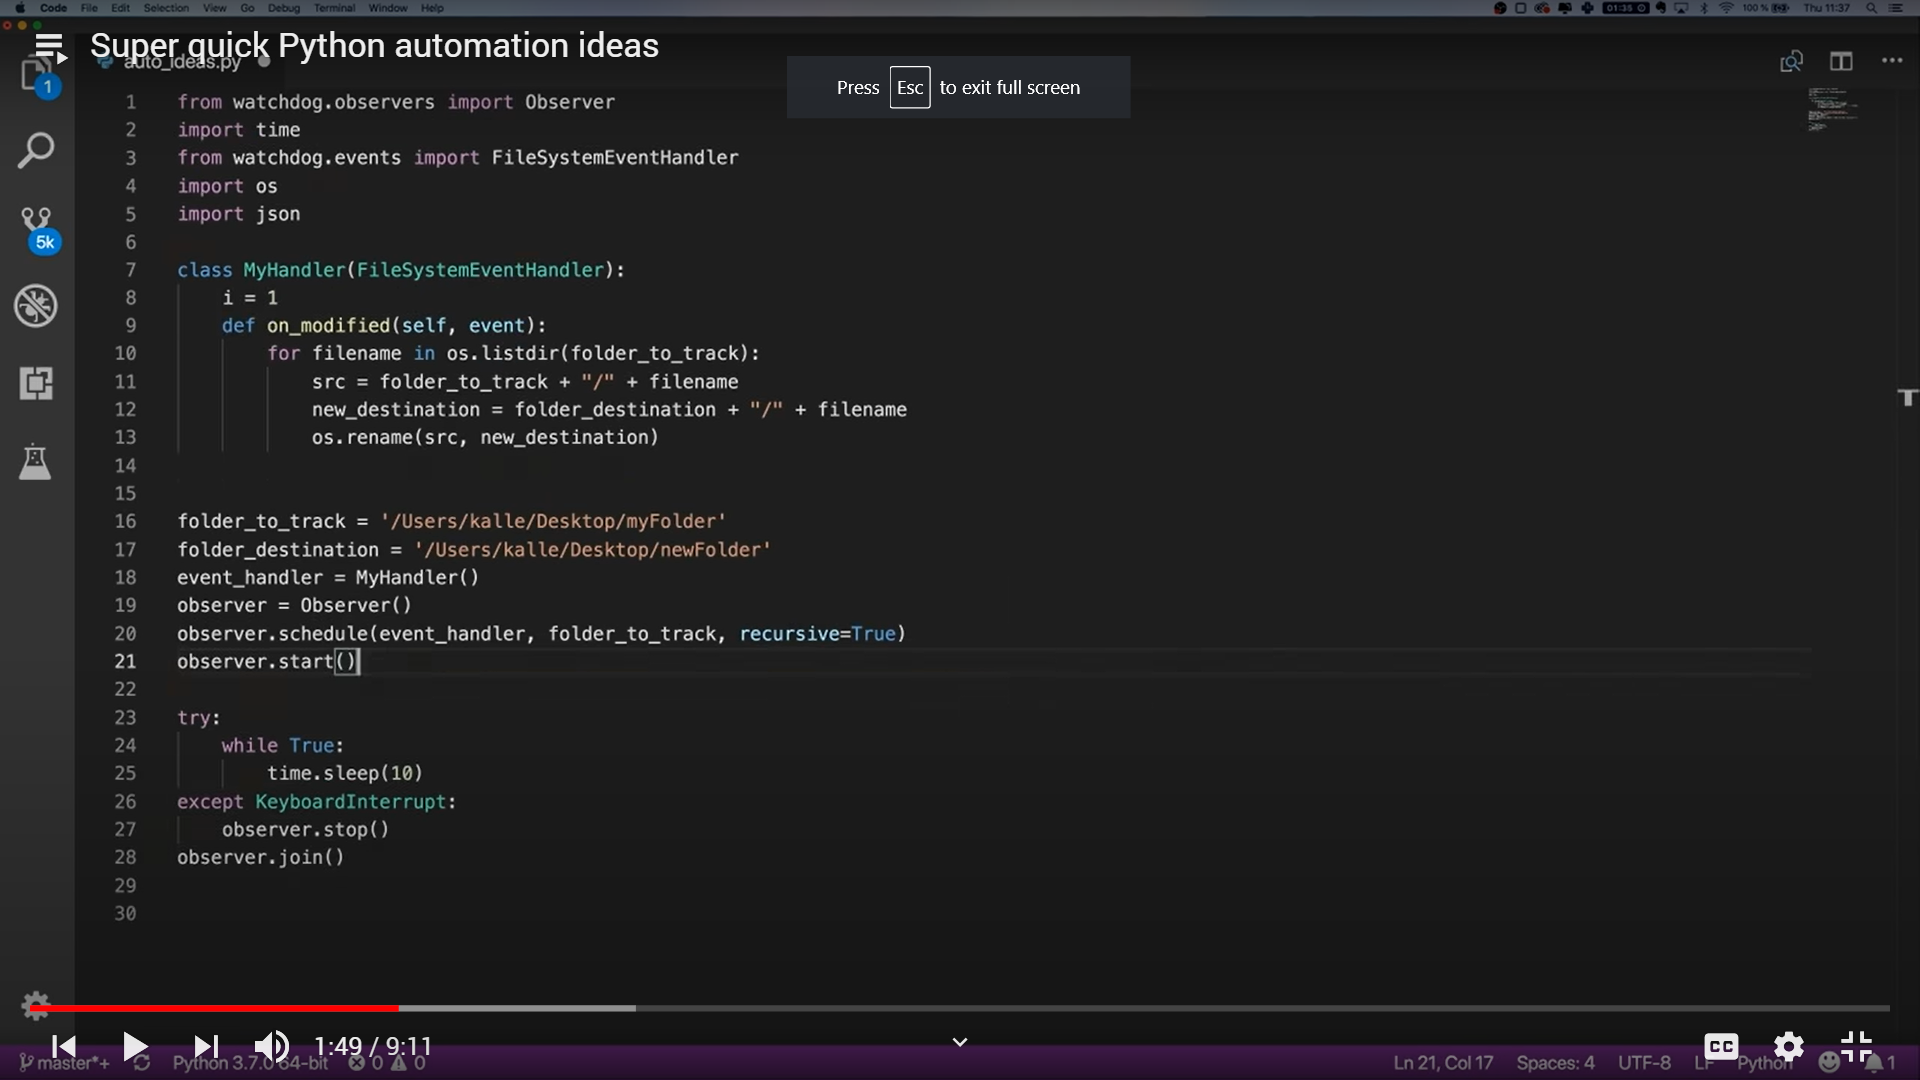 Code File Edit Selection View Go Debug Terminal Window Help 01:35 100% Thu 11:37
Super quick Python automation ideas
auto_ideas.py
Press Esc to exit full screen
1
5k
1 from watchdog.observers import Observer
2 import time
3 from watchdog.events import FileSystemEventHandler
4 import os
5 import json
6
7 class MyHandler(FileSystemEventHandler):
8 i = 1
9 def on_modified(self, event):
10 for filename in os.listdir(folder_to_track):
11 src = folder_to_track + "/" + filename
12 new_destination = folder_destination + "/" + filename
13 os.rename(src, new_destination)
14
15
16 folder_to_track = '/Users/kalle/Desktop/myFolder'
17 folder_destination = '/Users/kalle/Desktop/newFolder'
18 event_handler = MyHandler()
19 observer = Observer()
20 observer.schedule(event_handler, folder_to_track, recursive=True)
21 observer.start()
22
23 try:
24 while True:
25 time.sleep(10)
26 except KeyboardInterrupt:
27 observer.stop()
28 observer.join()
29
30
1:49 / 9:11 CC
master*+ Python 3.7.0 64-bit 0 0 Ln 21, Col 17 Spaces: 4 UTF-8 LF Python 1